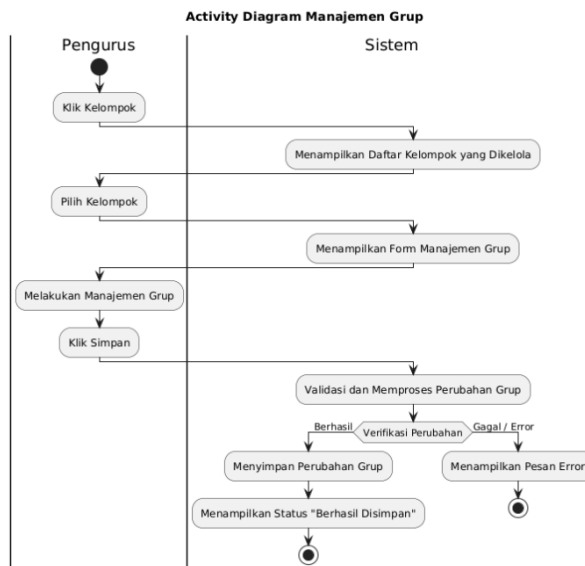 Activity Diagram Manajemen Grup
Pengurus
Sistem
Klik Kelompok
Menampilkan Daftar Kelompok yang Dikelola
Pilih Kelompok
Menampilkan Form Manajemen Grup
Melakukan Manajemen Grup
Klik Simpan
Validasi dan Memproses Perubahan Grup
Berhasil
Verifikasi Perubahan
Gagal / Error
Menyimpan Perubahan Grup
Menampilkan Pesan Error
Menampilkan Status "Berhasil Disimpan"